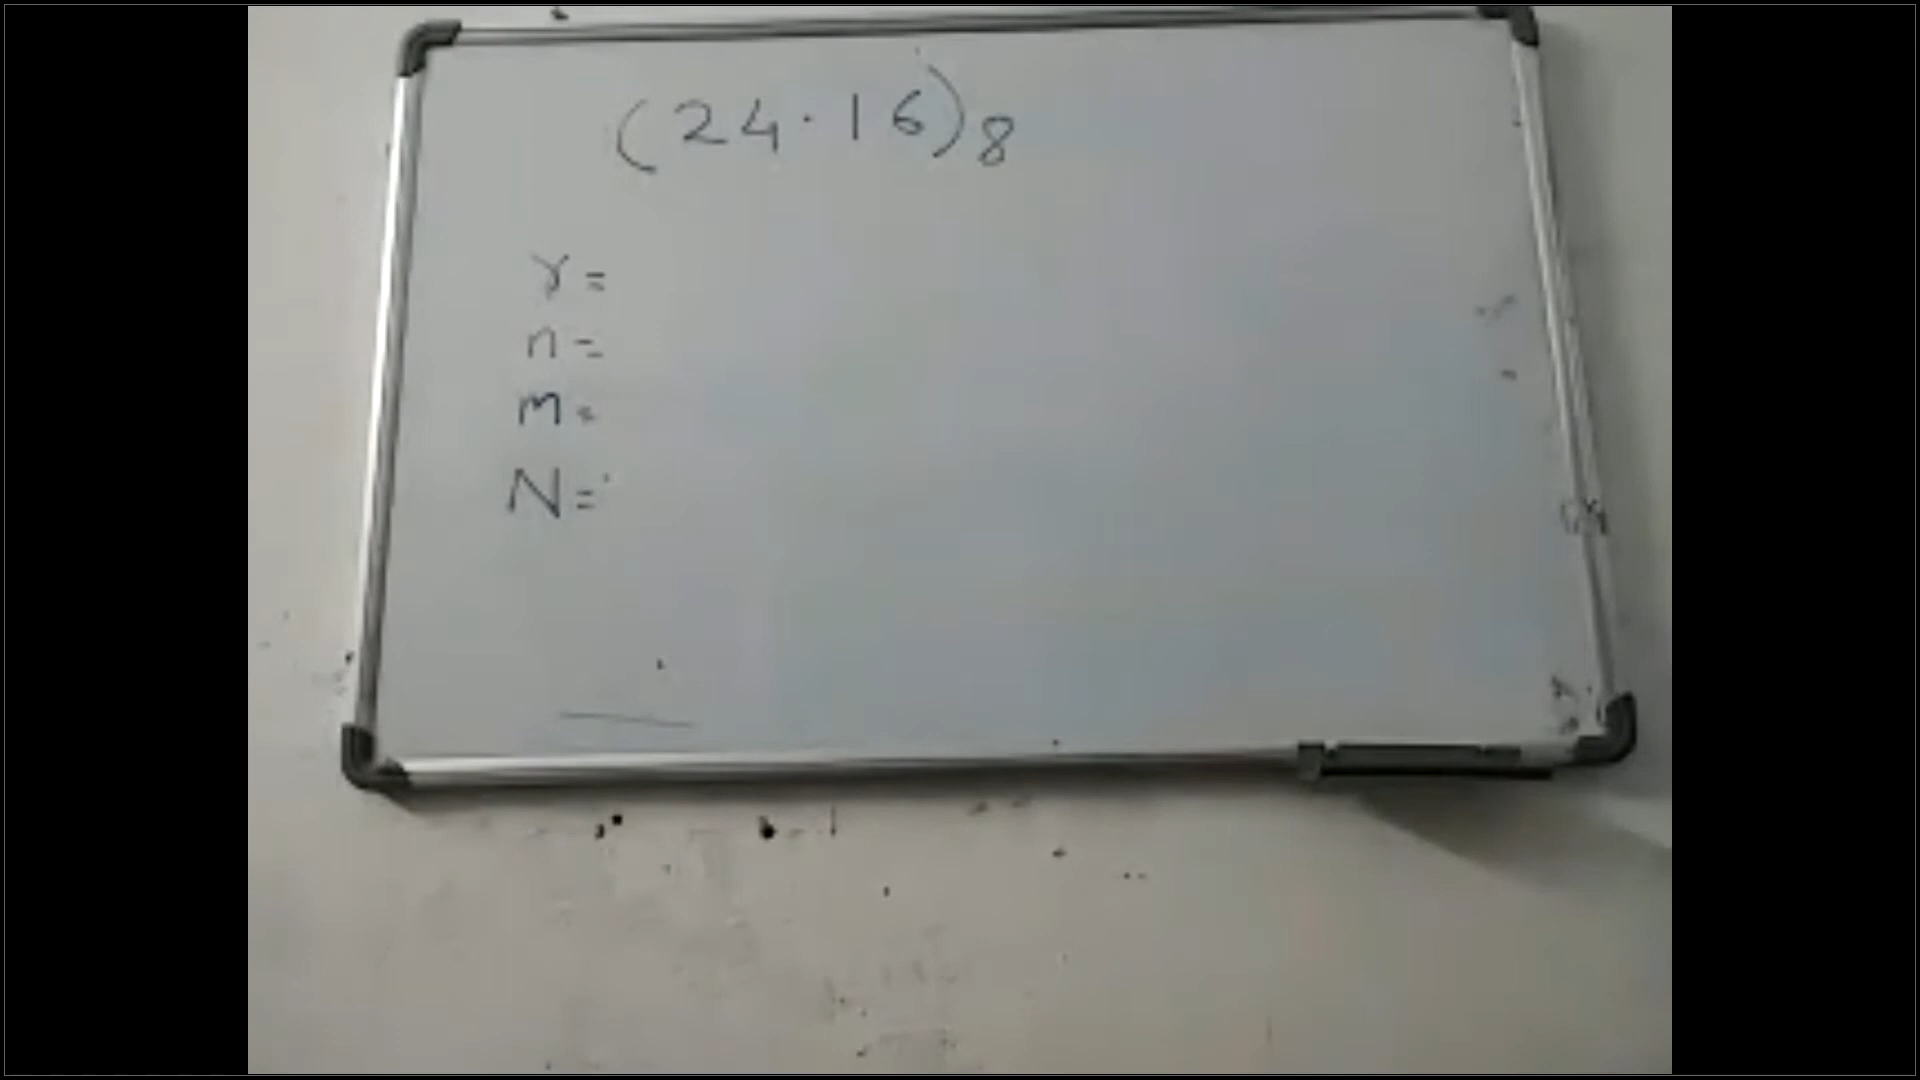 (24.16)8
r=
n=
m=
N=